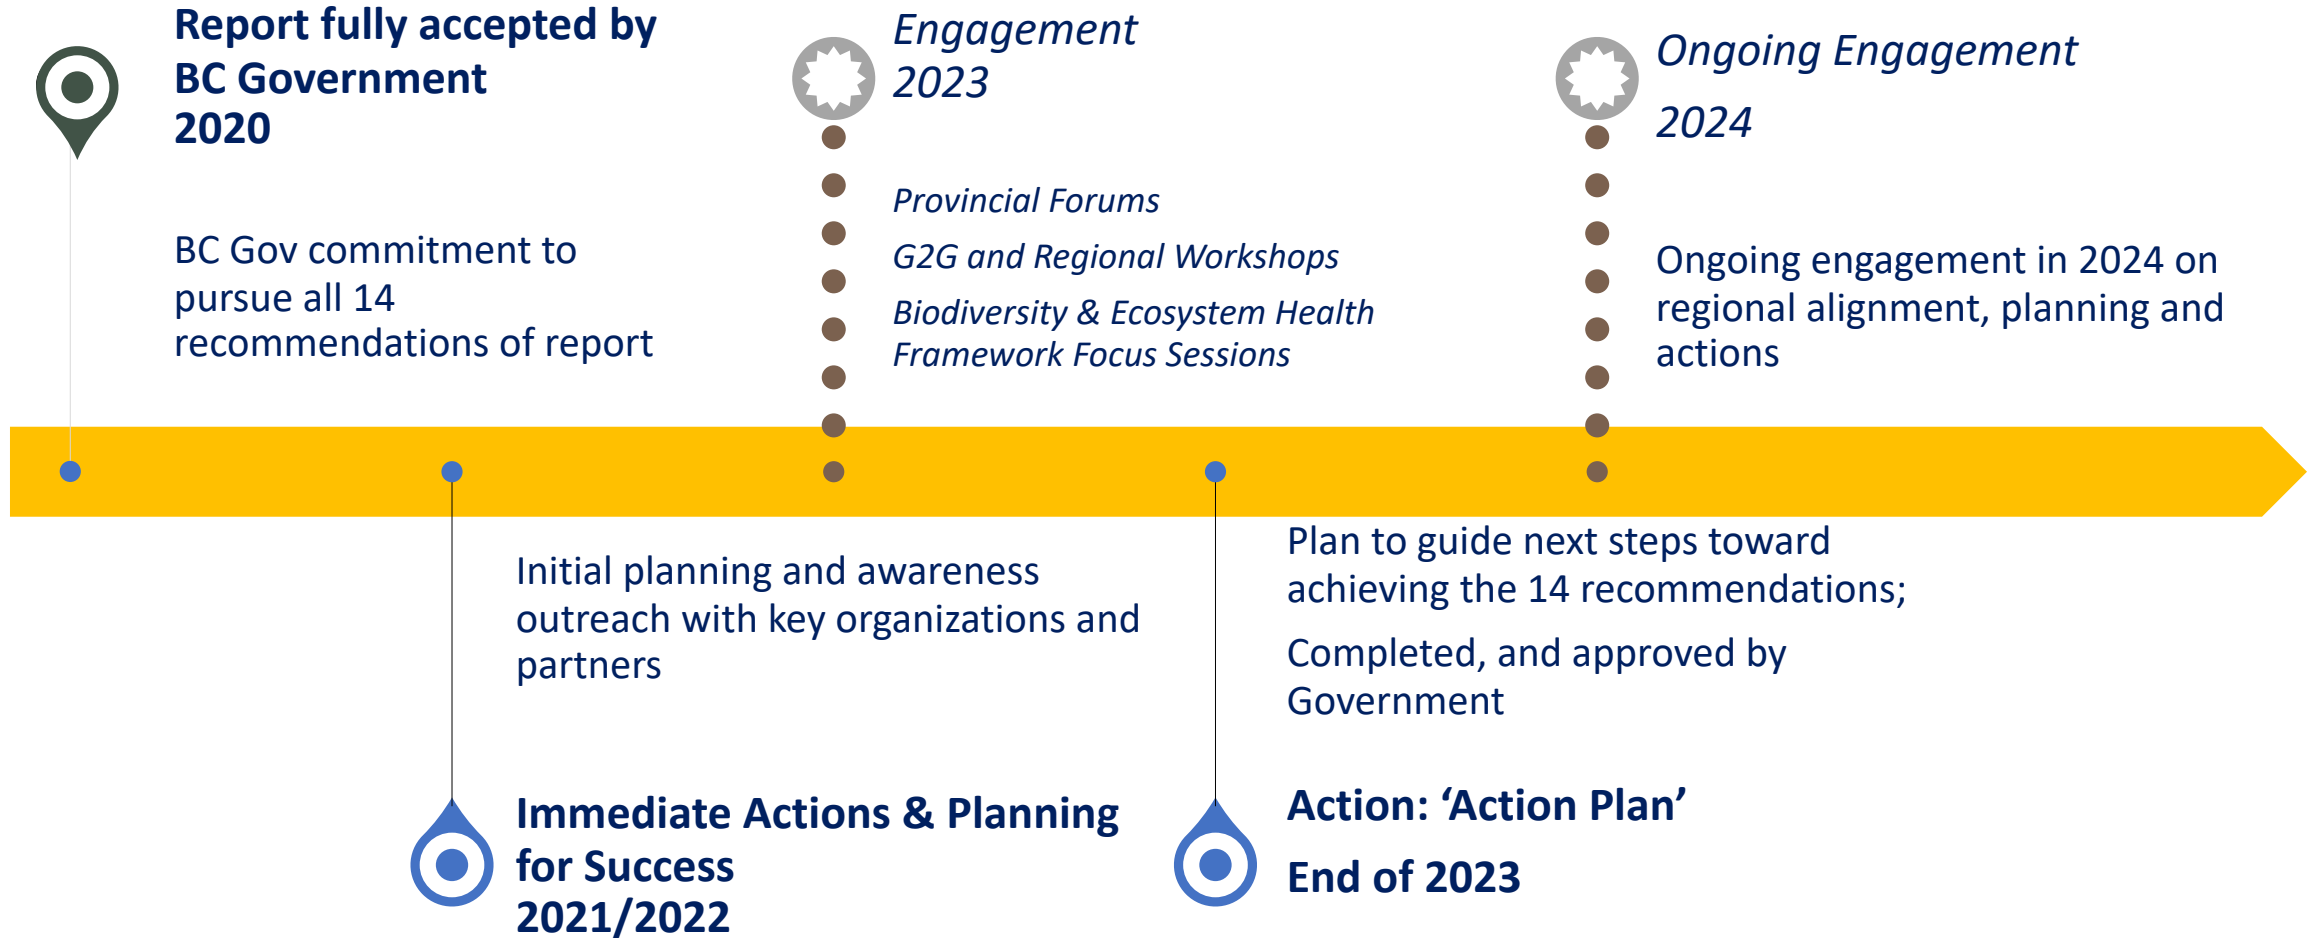 Report fully accepted by
BC Government
2020
BC Gov commitment to
pursue all 14
recommendations of report
Engagement
2023
Provincial Forums
G2G and Regional Workshops
Biodiversity & Ecosystem Health
Framework Focus Sessions
Ongoing Engagement
2024
Ongoing engagement in 2024 on
regional alignment, planning and
actions
Initial planning and awareness
outreach with key organizations and
partners
Immediate Actions & Planning
for Success
2021/2022
Plan to guide next steps toward
achieving the 14 recommendations;
Completed, and approved by
Government
Action: ‘Action Plan’
End of 2023